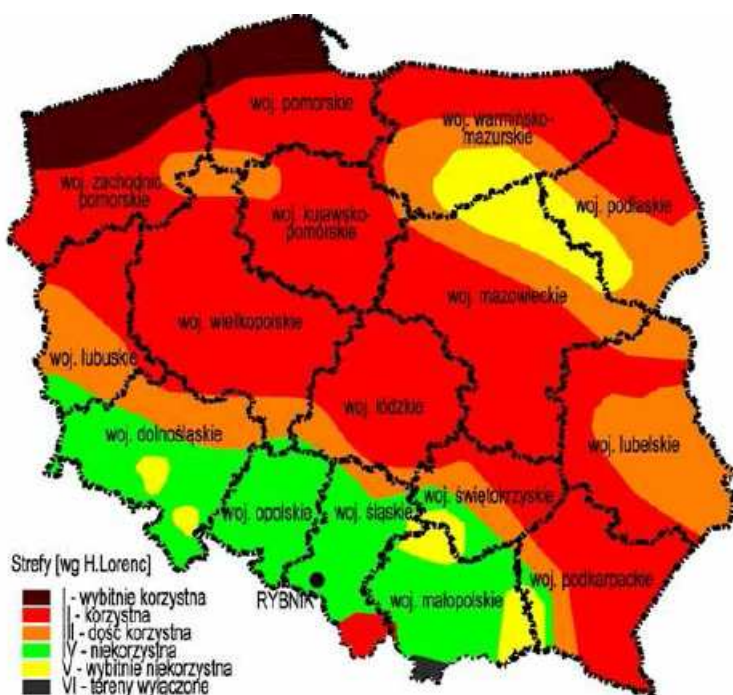 woj. pomorskie
woj. warmińsko-
mazurskie
woj. zachodnio
pomorskie
woj. podlaskie
woj. kujawsko-
pomorskie
woj. mazowieckie
woj. wielkopolskie
woj. lubuskie
woj. łódzkie
woj. dolnośląskie
woj. lubelskie
woj. świętokrzyskie
woj. opolskie
woj. śląskie
Strefy [wg H.Lorenc]
RYBNIK
woj. małopolskie
woj. podkarpackie
I - wybitnie korzystna
II - korzystna
III - dość korzystna
IV - niekorzystna
V - wybitnie niekorzystna
VI - tereny wyłączone